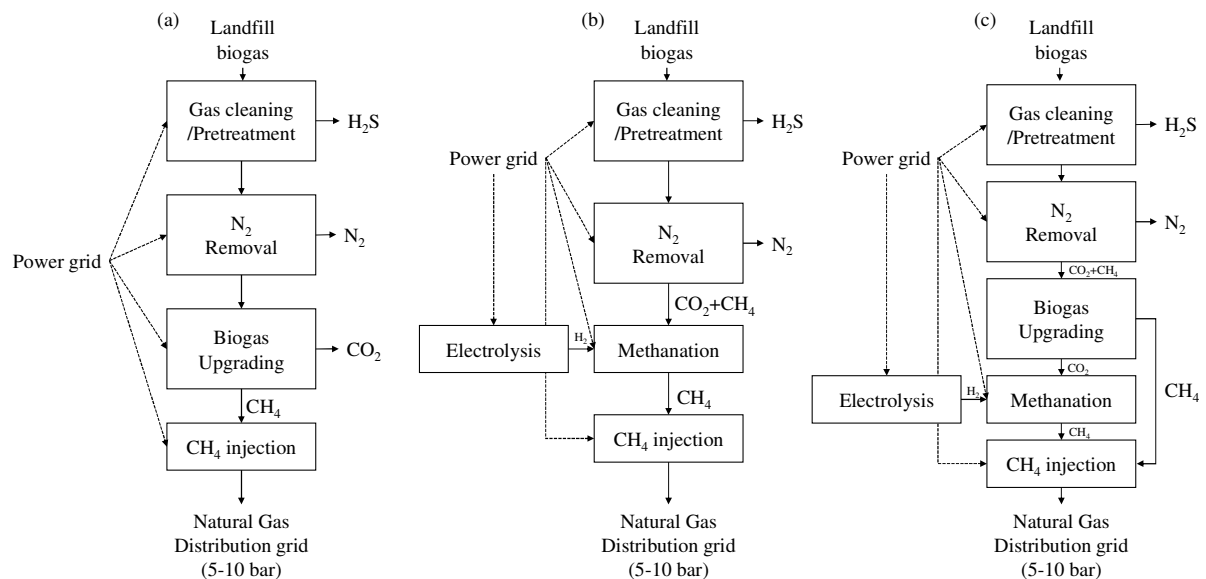 (a)
Landfill
biogas
Gas cleaning
/Pretreatment
H₂S
N₂
Removal
N₂
Power grid
Biogas
Upgrading
CO₂
CH₄
CH₄ injection
Natural Gas
Distribution grid
(5-10 bar)
(b)
Landfill
biogas
Gas cleaning
/Pretreatment
H₂S
Power grid
N₂
Removal
N₂
CO₂+CH₄
Electrolysis
H₂
Methanation
CH₄
CH₄ injection
Natural Gas
Distribution grid
(5-10 bar)
(c)
Landfill
biogas
Gas cleaning
/Pretreatment
H₂S
Power grid
N₂
Removal
N₂
CO₂+CH₄
Biogas
Upgrading
CO₂
CH₄
Electrolysis
H₂
Methanation
CH₄
CH₄ injection
Natural Gas
Distribution grid
(5-10 bar)